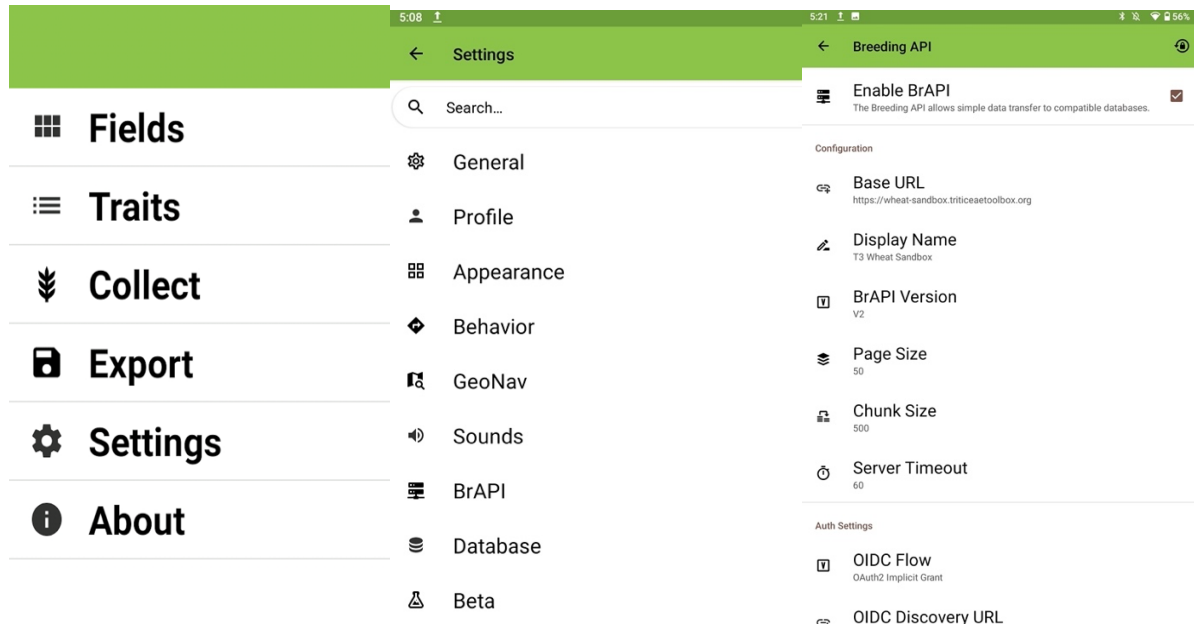 Fields
Traits
Collect
Export
Settings
About
5:08
Settings
Search...
General
Profile
Appearance
Behavior
GeoNav
Sounds
BrAPI
Database
Beta
5:21
56%
Breeding API
Enable BrAPI
The Breeding API allows simple data transfer to compatible databases.
Configuration
Base URL
https://wheat-sandbox.triticeaetoolbox.org
Display Name
T3 Wheat Sandbox
BrAPI Version
V2
Page Size
50
Chunk Size
500
Server Timeout
60
Auth Settings
OIDC Flow
OAuth2 Implicit Grant
OIDC Discovery URL